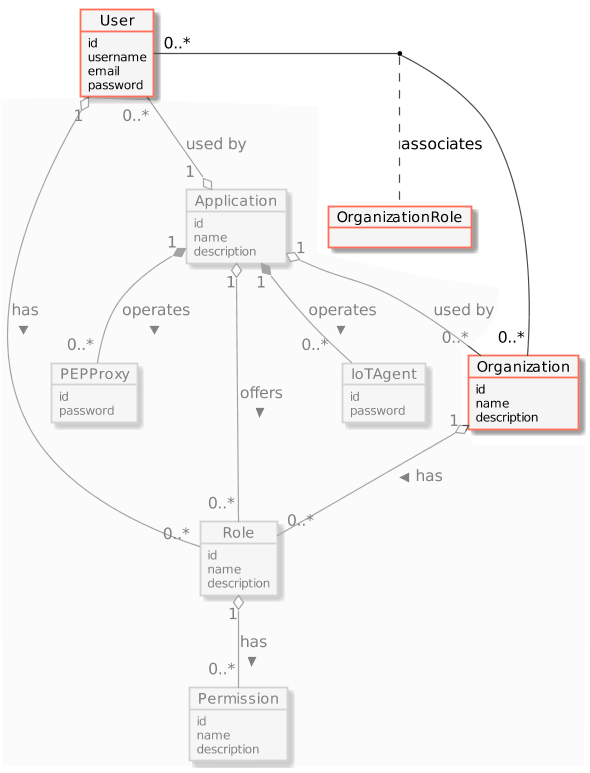 User
id
username
email
password
0..*
1
0..*
used by
1
associates
Application
id
name
description
OrganizationRole
1
1
1
1
has
operates
operates
used by
0..*
0..*
0..*
0..*
PEPProxy
id
password
IoTAgent
id
password
Organization
id
name
description
offers
1
has
0..*
0..*
0..*
Role
id
name
description
1
has
0..*
Permission
id
name
description